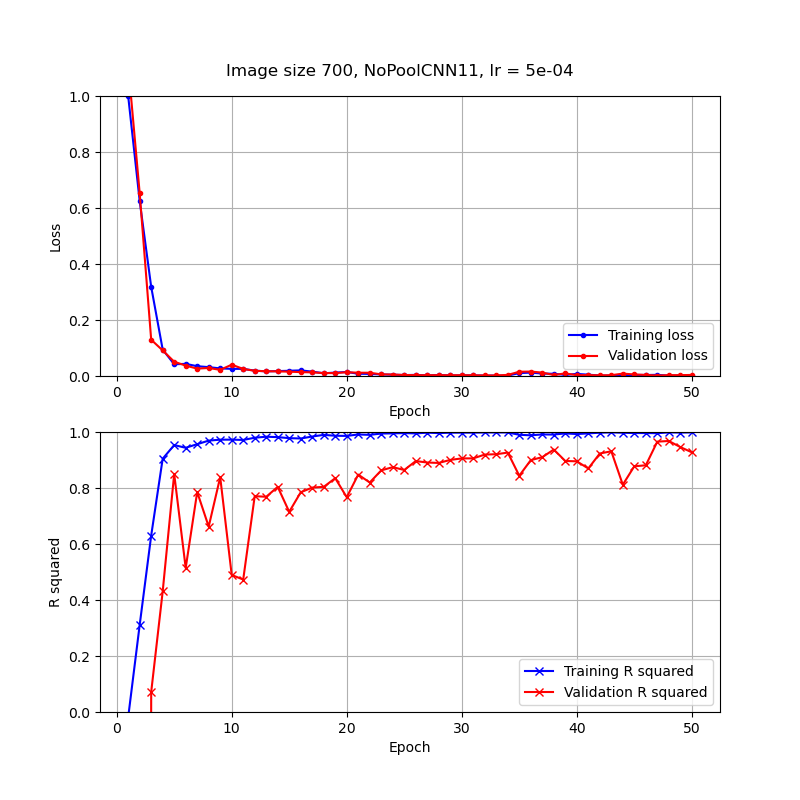 Image size 700, NoPoolCNN11, lr = 5e-04
1.0
0.8
0.6
0.4
0.2
0.0
Loss
Training loss
Validation loss
0 10 20 30 40 50
Epoch
1.0
0.8
0.6
0.4
0.2
0.0
R squared
Training R squared
Validation R squared
0 10 20 30 40 50
Epoch